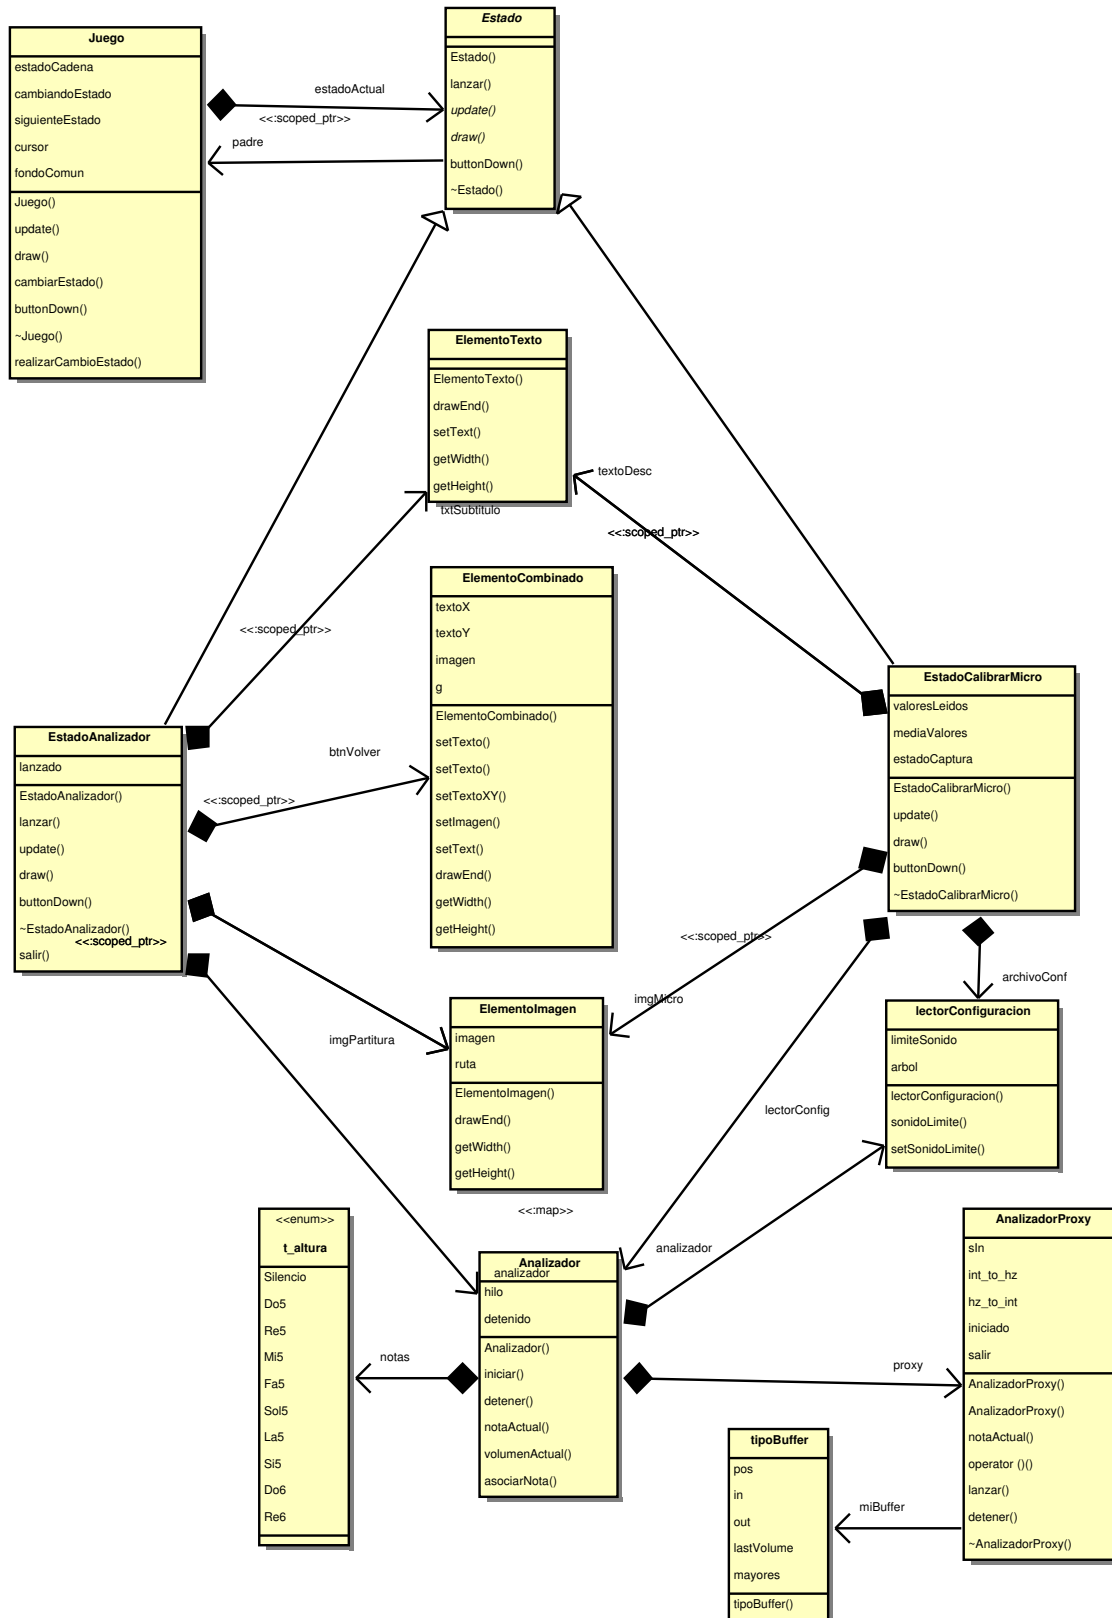 Juego
estadoCadena
cambiandoEstado
siguienteEstado
cursor
fondoComun
Juego()
update()
draw()
cambiarEstado()
buttonDown()
~Juego()
realizarCambioEstado()
estadoActual
<<:scoped_ptr>>
padre
Estado
Estado()
lanzar()
update()
draw()
buttonDown()
~Estado()
ElementoTexto
ElementoTexto()
drawEnd()
setText()
getWidth()
getHeight()
txtSubtitulo
textoDesc
<<:scoped_ptr>>
<<:scoped_ptr>>
ElementoCombinado
textoX
textoY
imagen
g
ElementoCombinado()
setTexto()
setTexto()
setTextoXY()
setImagen()
setText()
drawEnd()
getWidth()
getHeight()
btnVolver
<<:scoped_ptr>>
EstadoAnalizador
lanzado
EstadoAnalizador()
lanzar()
update()
draw()
buttonDown()
~EstadoAnalizador()
<<:scoped_ptr>>
salir()
EstadoCalibrarMicro
valoresLeidos
mediaValores
estadoCaptura
EstadoCalibrarMicro()
update()
draw()
buttonDown()
~EstadoCalibrarMicro()
<<:scoped_ptr>>
imgMicro
archivoConf
imgPartitura
ElementoImagen
imagen
ruta
ElementoImagen()
drawEnd()
getWidth()
getHeight()
lectorConfiguracion
limiteSonido
arbol
lectorConfiguracion()
sonidoLimite()
setSonidoLimite()
lectorConfig
<<:map>>
<<enum>>
t_altura
Silencio
Do5
Re5
Mi5
Fa5
Sol5
La5
Si5
Do6
Re6
notas
Analizador
analizador
hilo
detenido
Analizador()
iniciar()
detener()
notaActual()
volumenActual()
asociarNota()
analizador
proxy
AnalizadorProxy
sIn
int_to_hz
hz_to_int
iniciado
salir
AnalizadorProxy()
AnalizadorProxy()
notaActual()
operator ()()
lanzar()
detener()
~AnalizadorProxy()
miBuffer
tipoBuffer
pos
in
out
lastVolume
mayores
tipoBuffer()